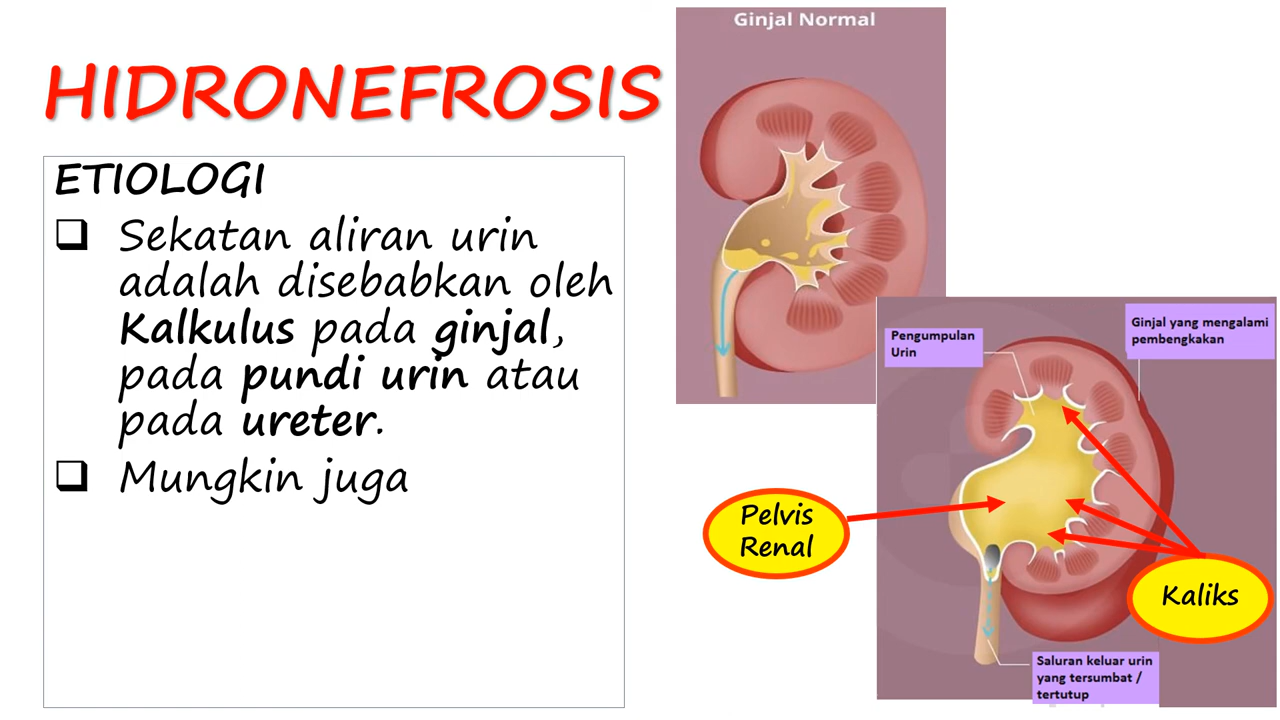 HIDRONEFROSIS
ETIOLOGI
Sekatan aliran urin
adalah disebabkan oleh
Kalkulus pada ginjal,
pada pundi urin atau
pada ureter.
Mungkin juga
Ginjal Normal
Pengumpulan
Urin
Ginjal yang mengalami
pembengkakan
Pelvis
Renal
Kaliks
Saluran keluar urin
yang tersumbat /
tertutup